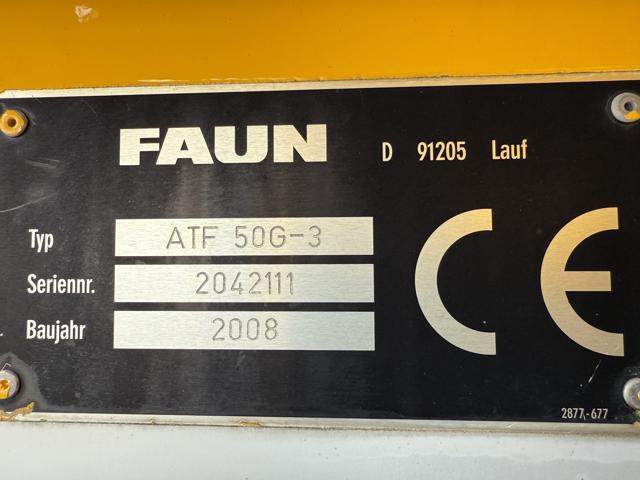 FAUN D 91205 Lauf
Typ ATF 50G-3
Seriennr. 2042111
Baujahr 2008
CE
2877-677